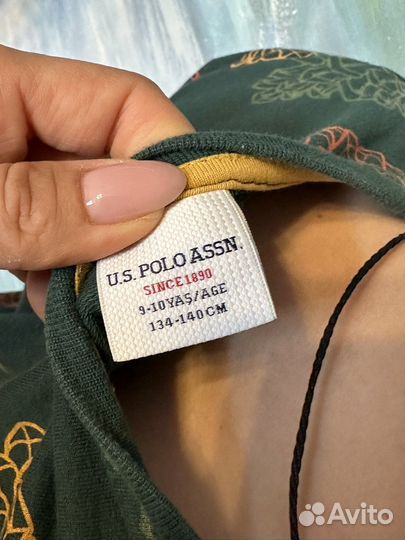 U.S. POLO ASSN.
SINCE 1890
9-10 YAŞ/AGE
134-140 CM
Avito